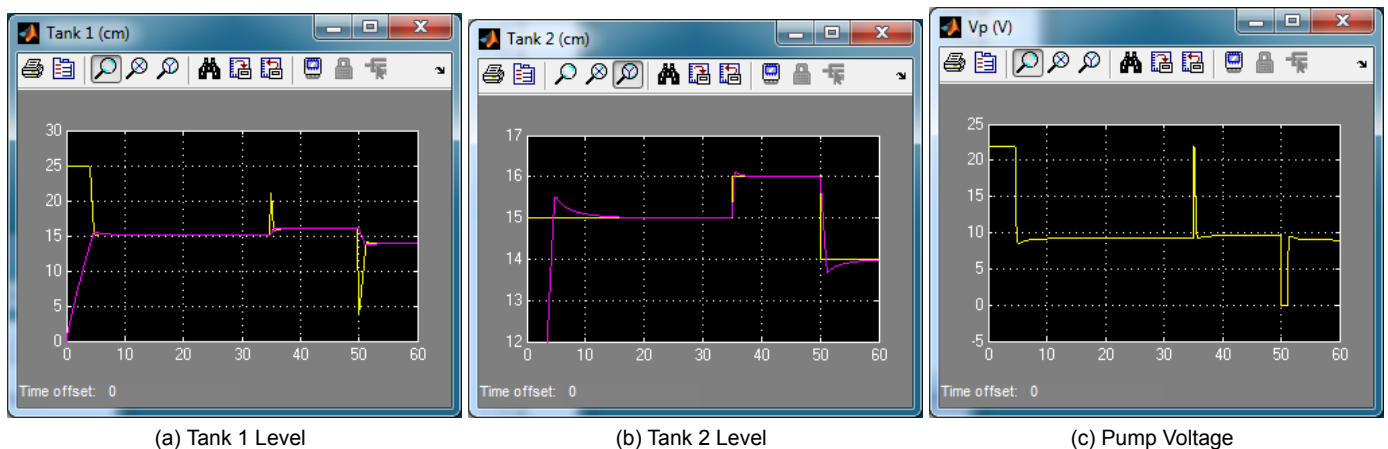 Tank 1 (cm)
30
25
20
15
10
5
0
0 10 20 30 40 50 60
Time offset: 0
(a) Tank 1 Level
Tank 2 (cm)
17
16
15
14
13
12
0 10 20 30 40 50 60
Time offset: 0
(b) Tank 2 Level
Vp (V)
25
20
15
10
5
0
-5
0 10 20 30 40 50 60
Time offset: 0
(c) Pump Voltage